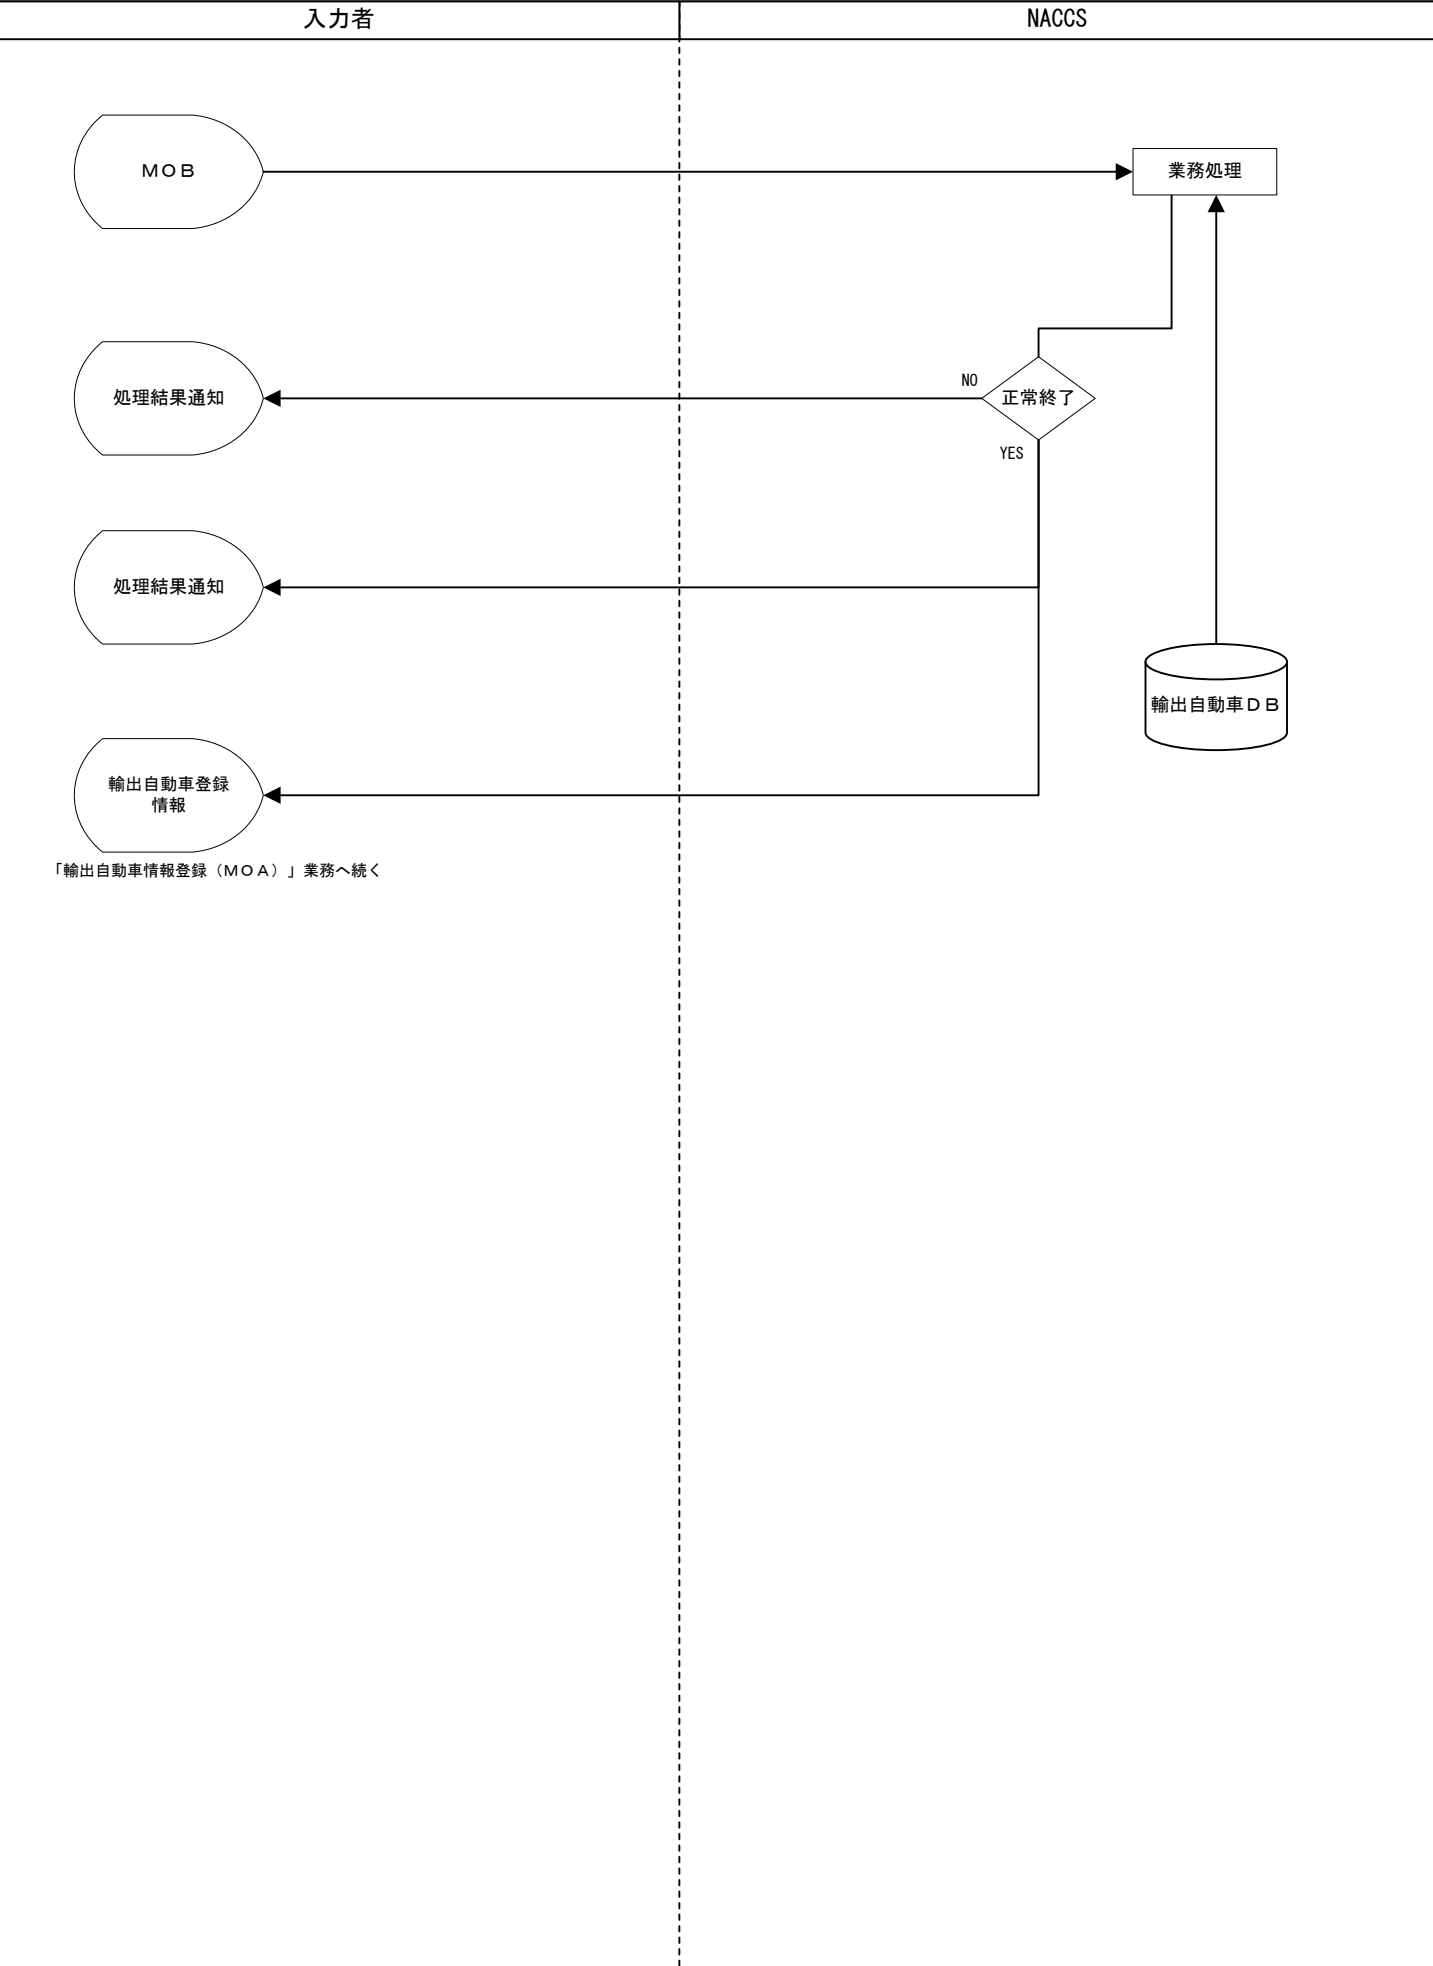 入力者
NACCS
ＭＯＢ
業務処理
処理結果通知
NO
正常終了
YES
処理結果通知
輸出自動車ＤＢ
輸出自動車登録
情報
「輸出自動車情報登録（ＭＯＡ）」業務へ続く